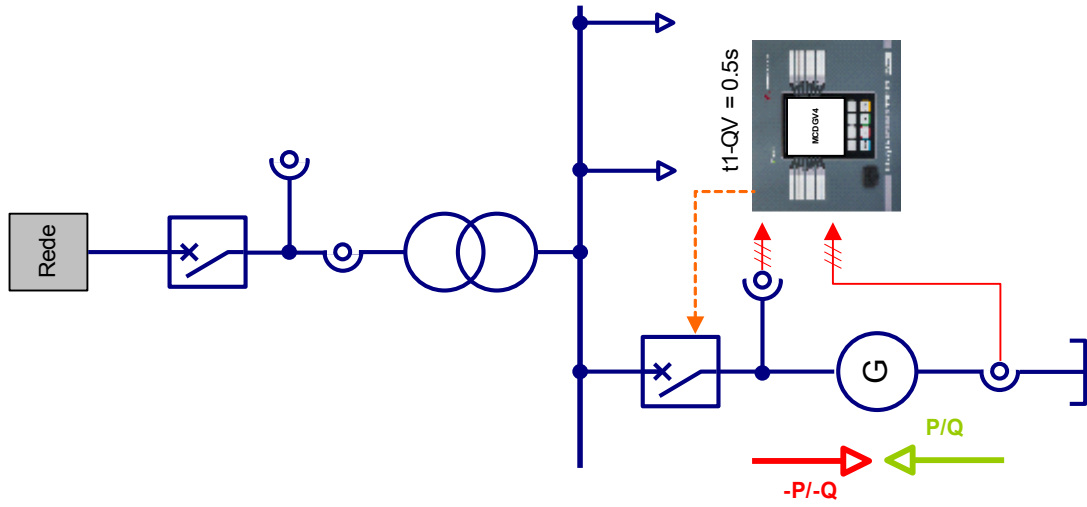 Rede
t1-QV = 0.5s
MCDGV4
G
P/Q
-P/-Q